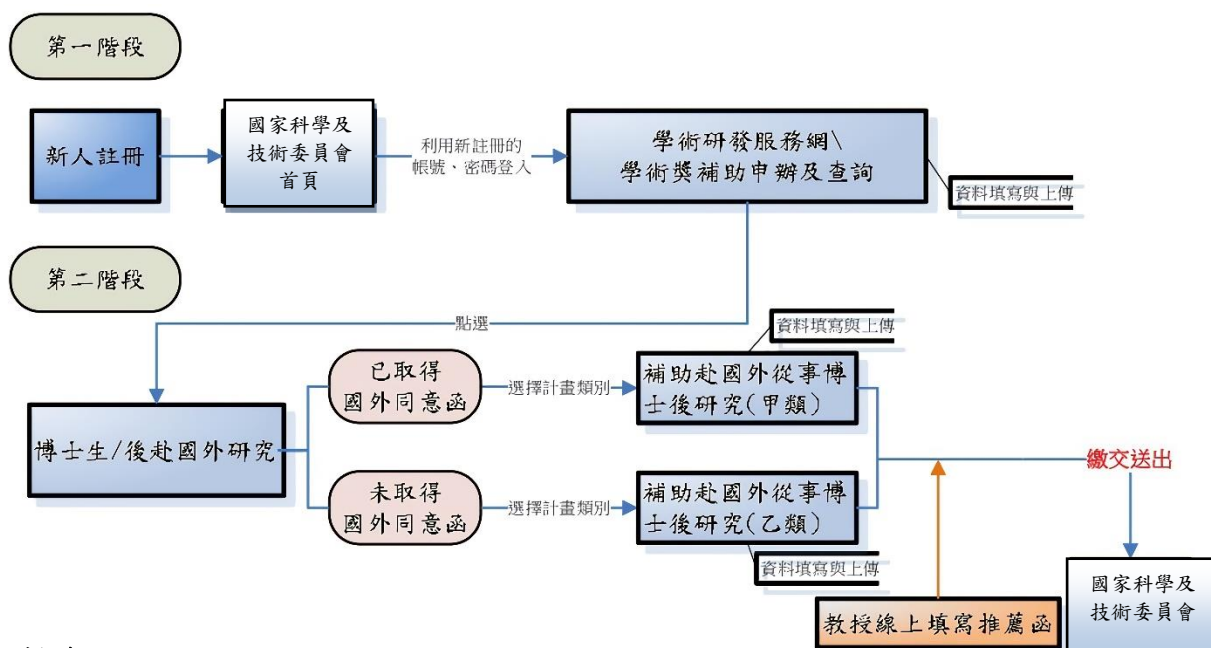 第一階段
新人註冊
國家科學及
技術委員會
首頁
利用新註冊的
帳號、密碼登入
學術研發服務網\
學術獎補助申辦及查詢
資料填寫與上傳
第二階段
點選
博士生/後赴國外研究
已取得
國外同意函
選擇計畫類別
資料填寫與上傳
補助赴國外從事博
士後研究(甲類)
未取得
國外同意函
選擇計畫類別
補助赴國外從事博
士後研究(乙類)
資料填寫與上傳
繳交送出
教授線上填寫推薦函
國家科學及
技術委員會